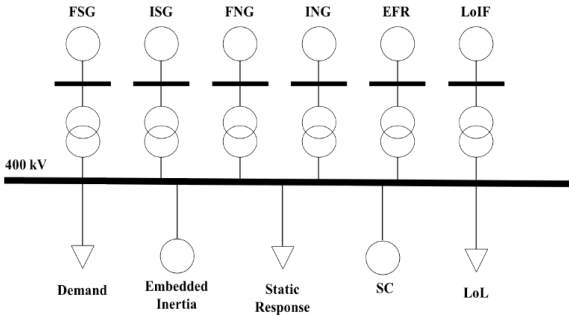 FSG ISG FNG ING EFR LoIF
400 kV
Demand Embedded Inertia Static Response SC LoL